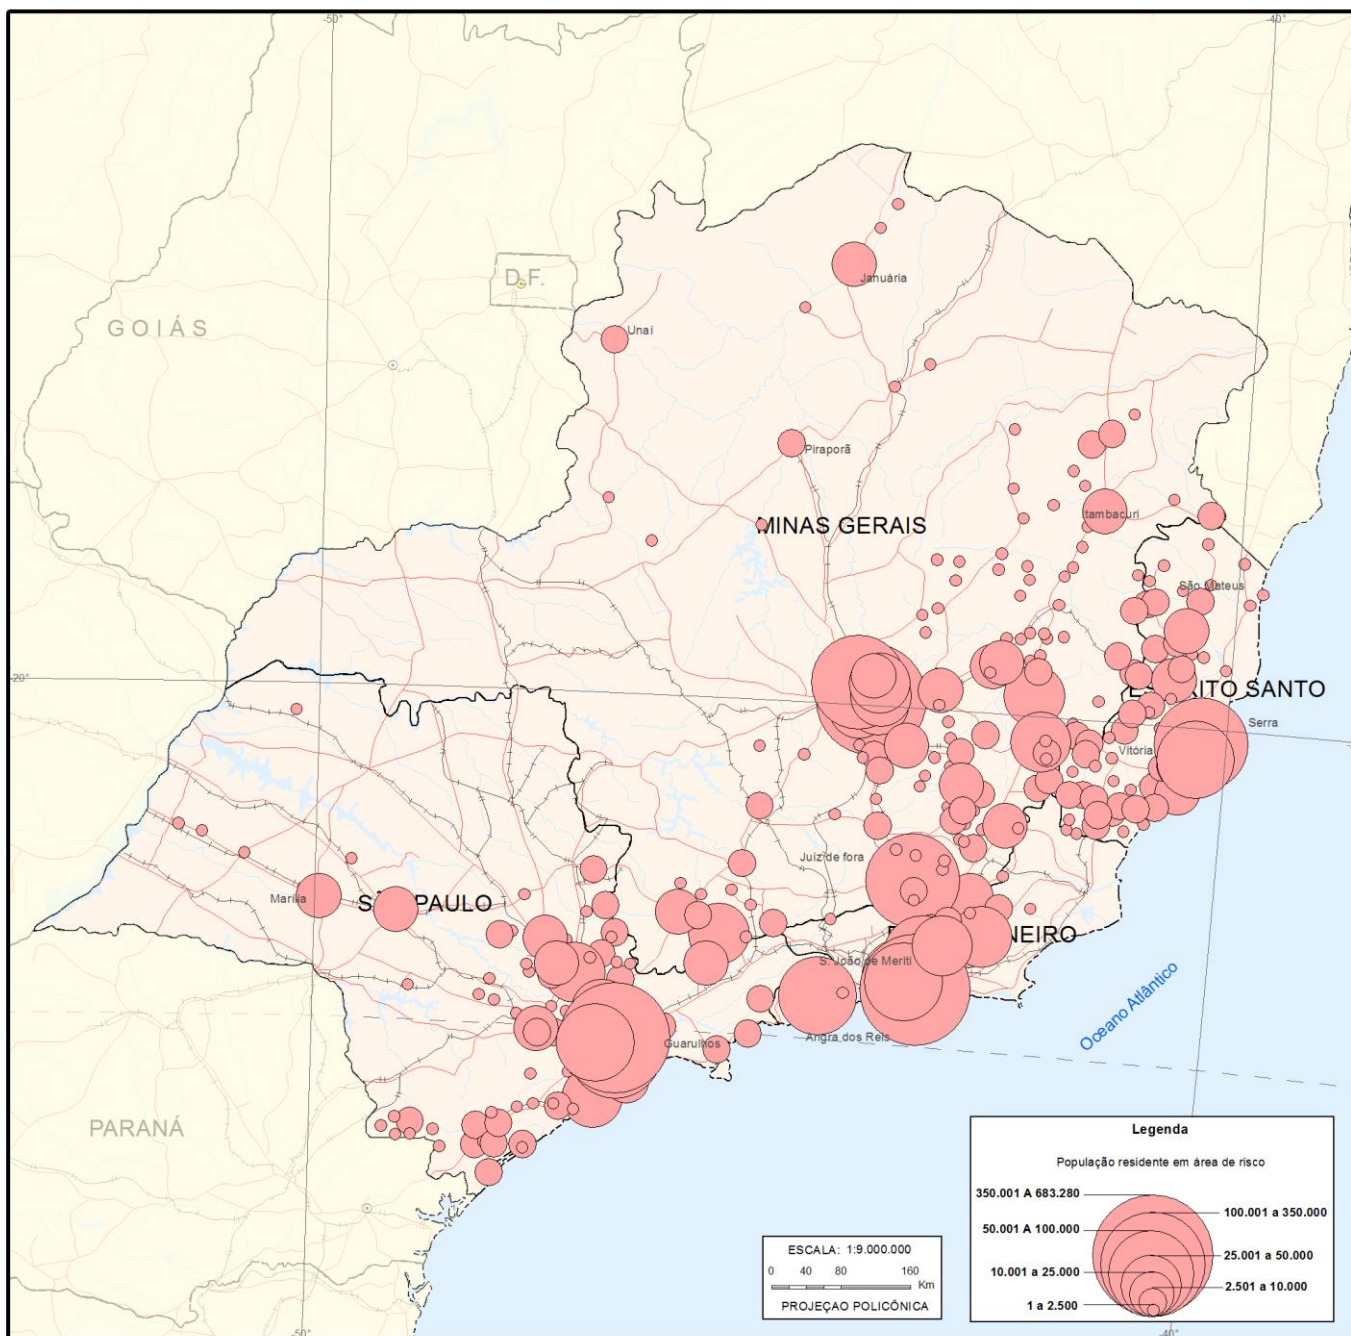 -50°
-40°
D.F.
GOIÁS
Januária
Unaí
Piraporã
MINAS GERAIS
Itambacuri
São Mateus
-20°
ESPÍRITO SANTO
Serra
Vitória
Juiz de fora
Marília
SÃO PAULO
NEIRO
S. João de Meriti
Oceano Atlântico
Guarulhos
Angra dos Reis
PARANÁ
Legenda
População residente em área de risco
350.001 A 683.280
100.001 a 350.000
50.001 A 100.000
25.001 a 50.000
10.001 a 25.000
2.501 a 10.000
1 a 2.500
ESCALA: 1:9.000.000
0 40 80 160
Km
PROJEÇAO POLICÔNICA
-50°
-40°